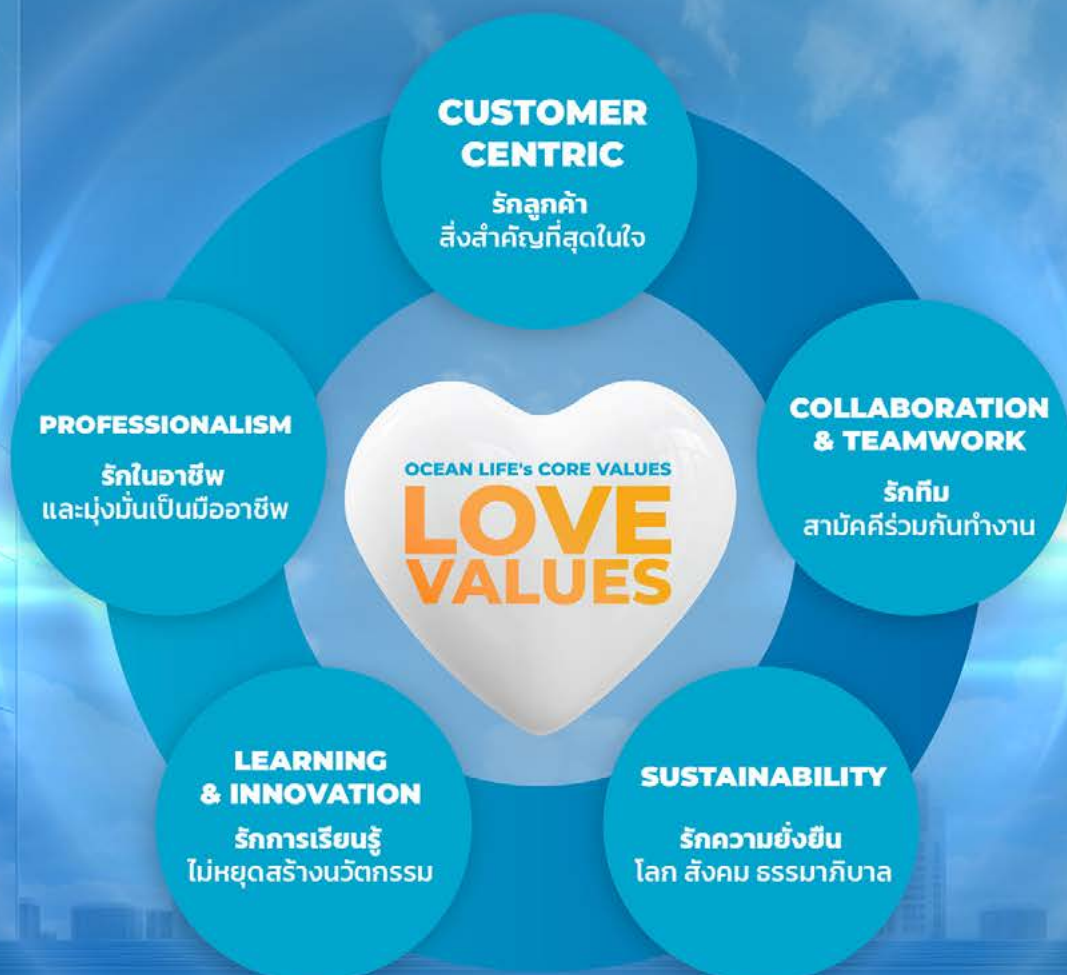 CUSTOMER
CENTRIC
รักลูกค้า
สิ่งสำคัญที่สุดในใจ
COLLABORATION
& TEAMWORK
รักทีม
สามัคคีร่วมกันทำงาน
SUSTAINABILITY
รักความยั่งยืน
โลก สังคม ธรรมาภิบาล
LEARNING
& INNOVATION
รักการเรียนรู้
ไม่หยุดสร้างนวัตกรรม
PROFESSIONALISM
รักในอาชีพ
และมุ่งมั่นเป็นมืออาชีพ
OCEAN LIFE's CORE VALUES
LOVE
VALUES